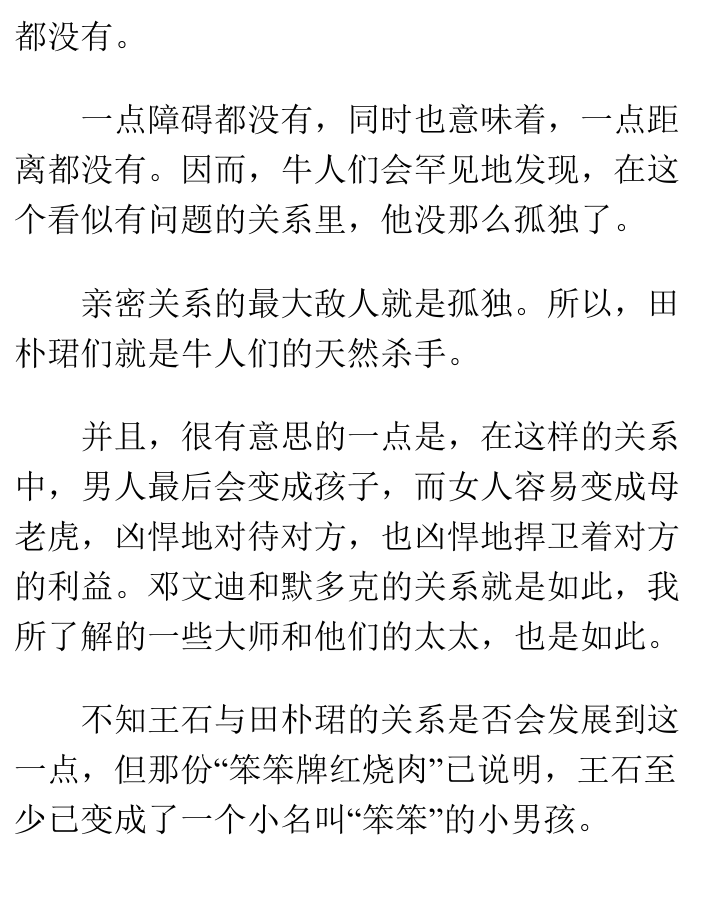 都没有。
一点障碍都没有，同时也意味着，一点距
离都没有。因而，牛人们会罕见地发现，在这
个看似有问题的关系里，他没那么孤独了。
亲密关系的最大敌人就是孤独。所以，田
朴珺们就是牛人们的天然杀手。
并且，很有意思的一点是，在这样的关系
中，男人最后会变成孩子，而女人容易变成母
老虎，凶悍地对待对方，也凶悍地捍卫着对方
的利益。邓文迪和默多克的关系就是如此，我
所了解的一些大师和他们的太太，也是如此。
不知王石与田朴珺的关系是否会发展到这
一点，但那份“笨笨牌红烧肉”已说明，王石至
少已变成了一个小名叫“笨笨”的小男孩。